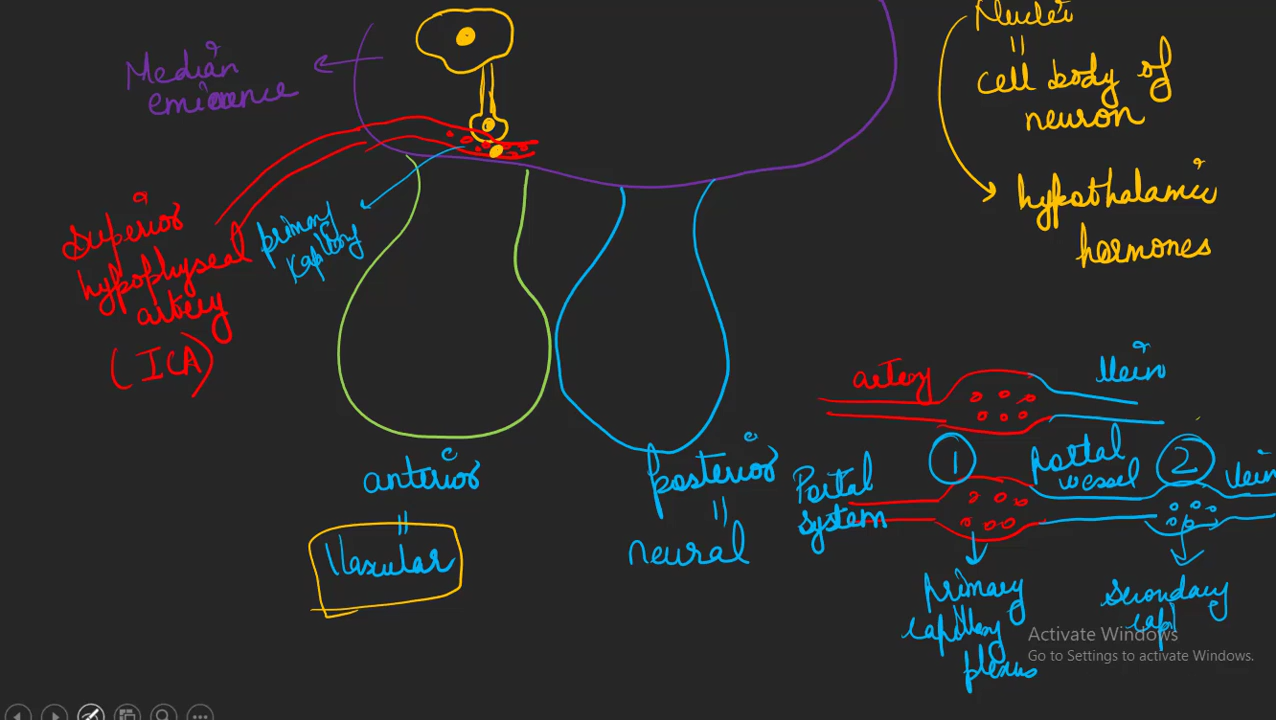 Nuclei
=
cell body of
neuron
hypothalamic
hormones
Median
eminence
Superior
hypophyseal
artery
(ICA)
primary
capillary
anterior
=
Vascular
posterior
=
neural
artery
Vein
Portal
system
1
portal
vessel
2
Vein
primary
capillary
plexus
secondary
capl
Activate Windows
Go to Settings to activate Windows.